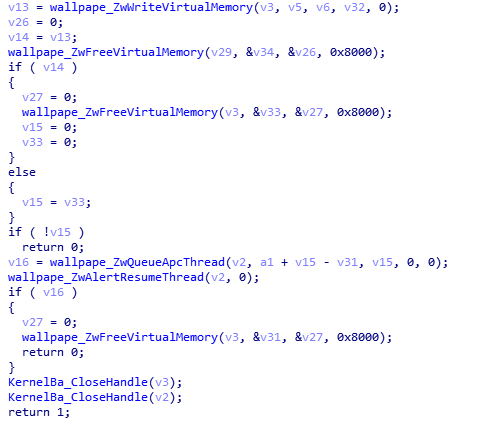 v13 = wallpape_ZwWriteVirtualMemory(v3, v5, v6, v32, 0);
v26 = 0;
v14 = v13;
wallpape_ZwFreeVirtualMemory(v29, &v34, &v26, 0x8000);
if ( v14 )
{
v27 = 0;
wallpape_ZwFreeVirtualMemory(v3, &v33, &v27, 0x8000);
v15 = 0;
v33 = 0;
}
else
{
v15 = v33;
}
if ( !v15 )
return 0;
v16 = wallpape_ZwQueueApcThread(v2, a1 + v15 - v31, v15, 0, 0);
wallpape_ZwAlertResumeThread(v2, 0);
if ( v16 )
{
v27 = 0;
wallpape_ZwFreeVirtualMemory(v3, &v31, &v27, 0x8000);
return 0;
}
KernelBa_CloseHandle(v3);
KernelBa_CloseHandle(v2);
return 1;